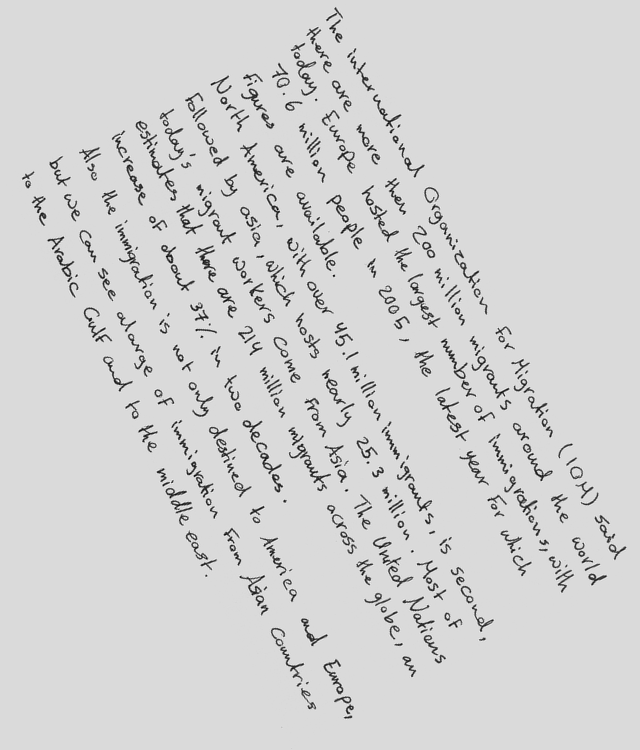 The international Organization for Migration (IOM) said
there are more then 200 million migrants around the world
today. Europe hosted the largest number of immigrations, with
70.6 million people in 2005, the latest year for which
figures are available.
North America, with over 45.1 million immigrants, is second,
followed by asia, which hosts nearly 25.3 million. Most of
today's migrant workers come from Asia. The United Nations
estimates that there are 214 million migrants across the globe, an
increase of about 37% in two decades.
Also the immigration is not only destined to America and Europe,
but we can see alarge of immigration from Asian Countries
to the Arabic Gulf and to the middle east.